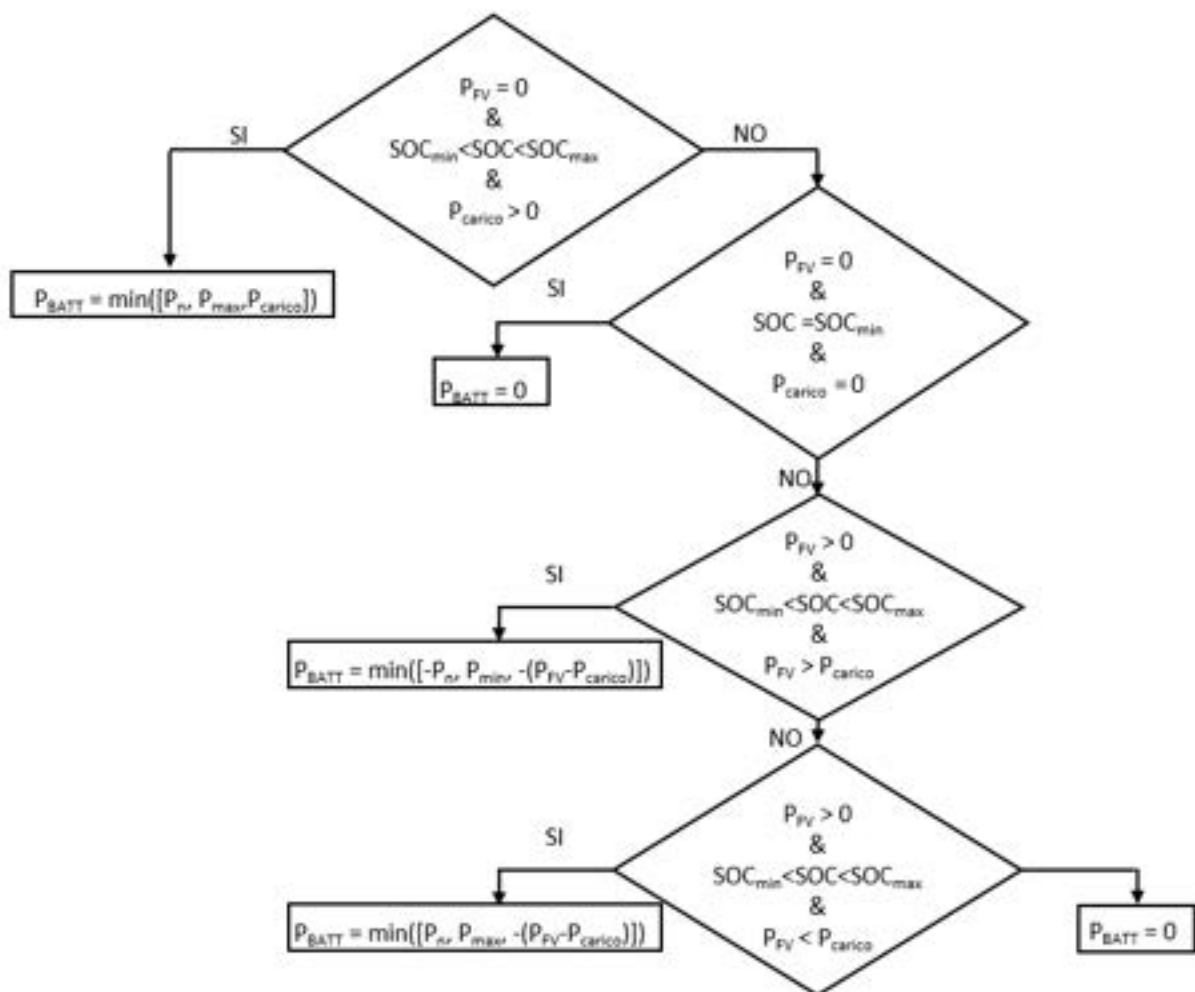 P_FV = 0
&
SI
NO
SOC_min<SOC<SOC_max
&
P_carico > 0
P_BATT = min([P_n, P_max,P_carico])
P_FV = 0
&
SI
SOC =SOC_min
&
P_carico = 0
P_BATT = 0
NO
P_FV > 0
&
SI
SOC_min<SOC<SOC_max
&
P_FV > P_carico
P_BATT = min([-P_n, P_min, -(P_FV-P_carico)])
NO
P_FV > 0
&
SI
SOC_min<SOC<SOC_max
&
P_FV < P_carico
P_BATT = min([P_n, P_max, -(P_FV-P_carico)])
P_BATT = 0